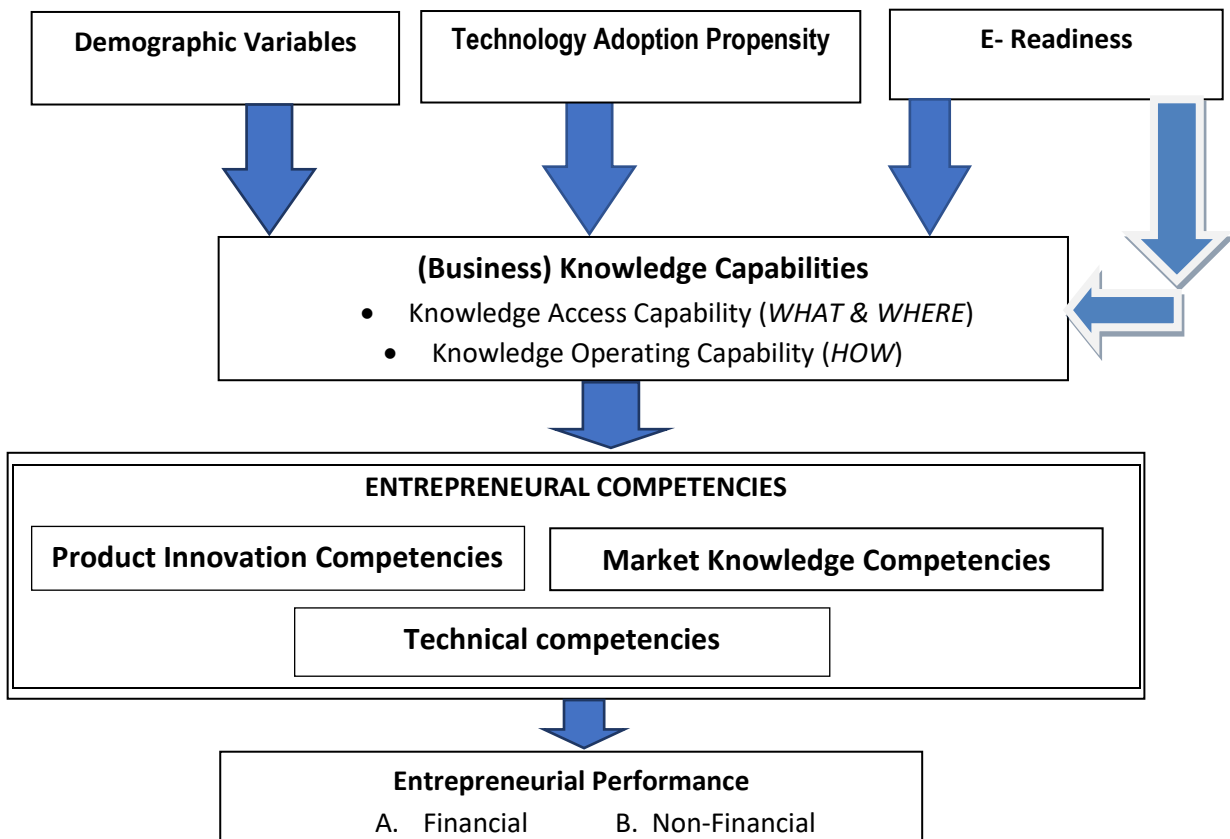 Demographic Variables
Technology Adoption Propensity
E- Readiness
(Business) Knowledge Capabilities
• Knowledge Access Capability (WHAT & WHERE)
• Knowledge Operating Capability (HOW)
ENTREPRENEURAL COMPETENCIES
Product Innovation Competencies
Market Knowledge Competencies
Technical competencies
Entrepreneurial Performance
A. Financial B. Non-Financial